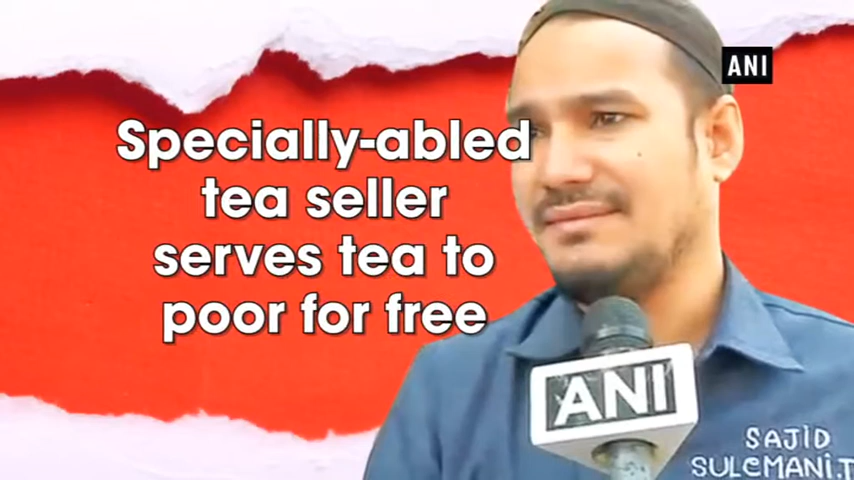 ANI
Specially-abled
tea seller
serves tea to
poor for free
ANI
SAJID
SULEMANI.T